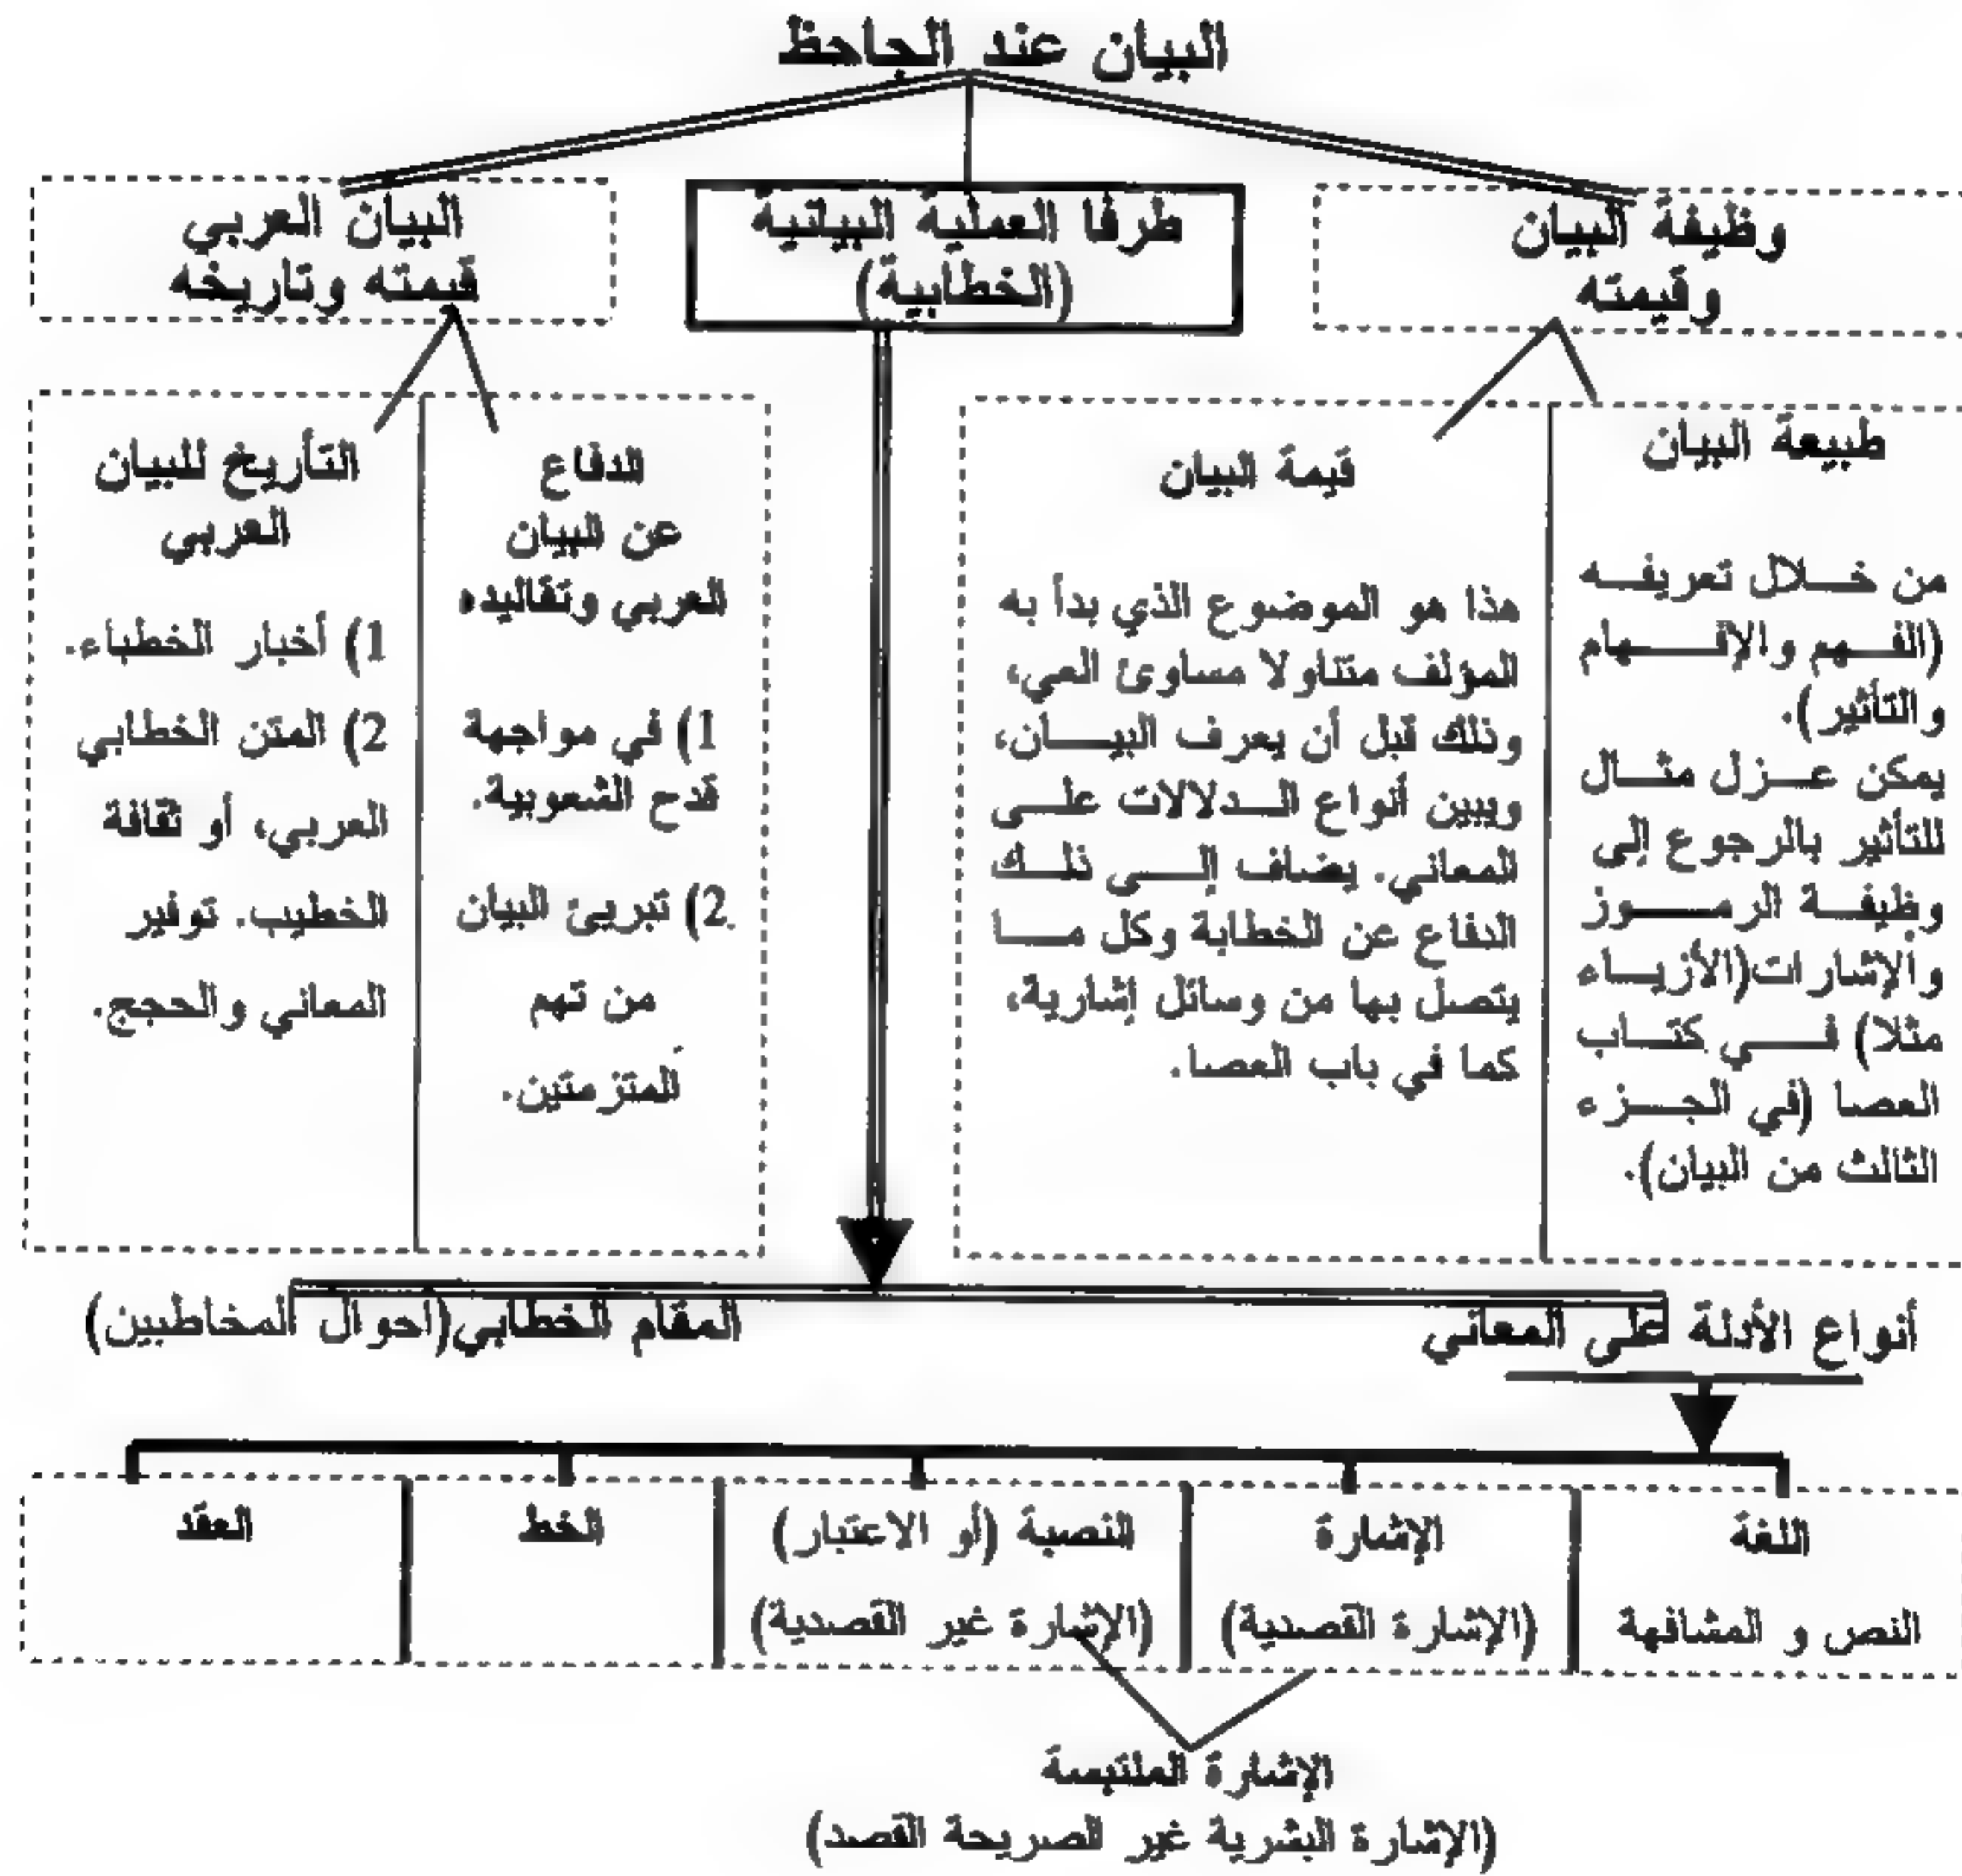 البيان عند الجاحظ
وظيفة البيان
وقيمته
طرفا العملية البيانية
(الخطابية)
البيان العربي
قيمته وتاريخه
طبيعة البيان
من خلال تعريفه
(الفهم والإفهام
والتأثير).
يمكن عزل مثال
للتأثير بالرجوع إلى
وظيفة الرموز
والإشارات(الأزياء
مثلا) في كتاب
العصا (في الجزء
الثالث من البيان).
قيمة البيان
هذا هو الموضوع الذي بدأ به
المؤلف متناولا مساوئ العي،
وذلك قبل أن يعرف البيان،
ويبين أنواع الدلالات على
المعاني. يضاف إلى ذلك
الدفاع عن الخطابة وكل ما
يتصل بها من وسائل إشارية،
كما في باب العصا.
الدفاع
عن البيان
العربي وتقاليده
1) في مواجهة
قدح الشعوبية.
2) تبريئ البيان
من تهم
المتزمتين.
التأريخ للبيان
العربي
1) أخبار الخطباء.
2) المتن الخطابي
العربي، أو ثقافة
الخطيب. توفير
المعاني والحجج.
أنواع الأدلة على المعاني
المقام الخطابي(احوال المخاطبين)
اللغة
النص و المشافهة
الإشارة
(الإشارة القصدية)
النصبة (أو الاعتبار)
(الإشارة غير القصدية)
الخط
العقد
الإشارة الملتبسة
(الإشارة البشرية غير الصريحة القصد)